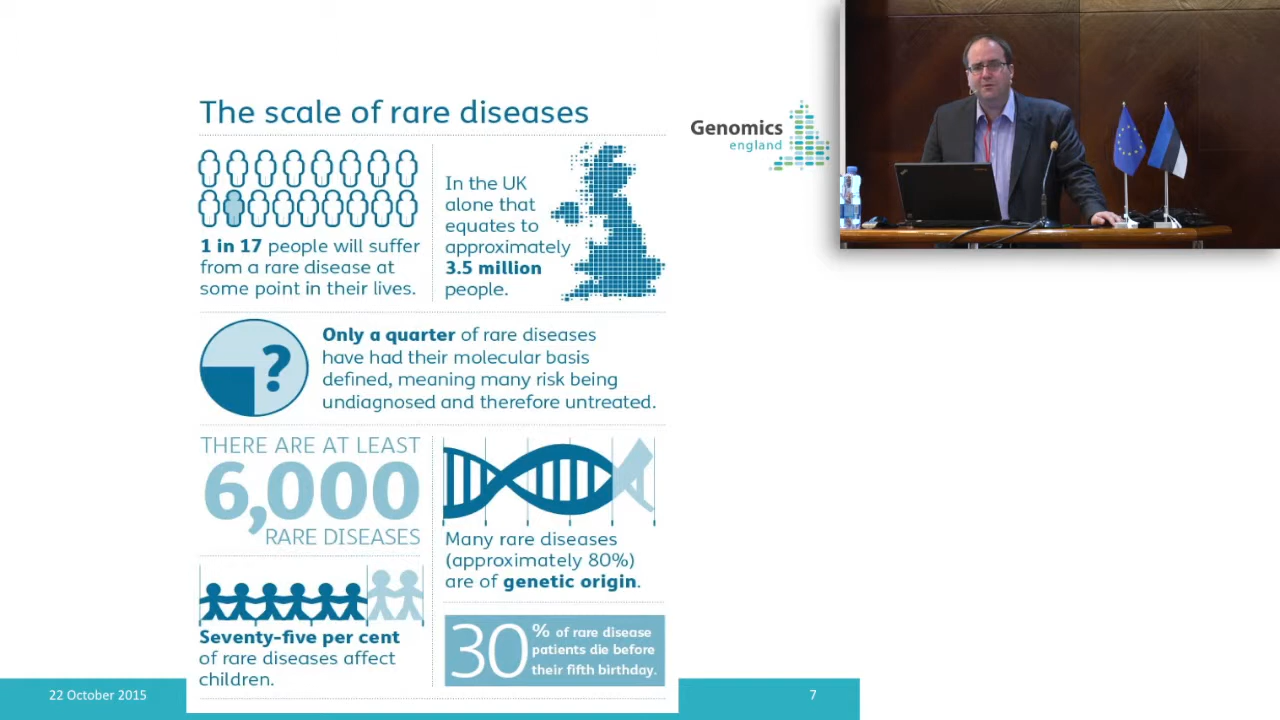 The scale of rare diseases
Genomics
england
1 in 17 people will suffer
from a rare disease at
some point in their lives.
In the UK
alone that
equates to
approximately
3.5 million
people.
?
Only a quarter of rare diseases
have had their molecular basis
defined, meaning many risk being
undiagnosed and therefore untreated.
THERE ARE AT LEAST
6,000
RARE DISEASES
Many rare diseases
(approximately 80%)
are of genetic origin.
Seventy-five per cent
of rare diseases affect
children.
30% of rare disease
patients die before
their fifth birthday.
22 October 2015
7